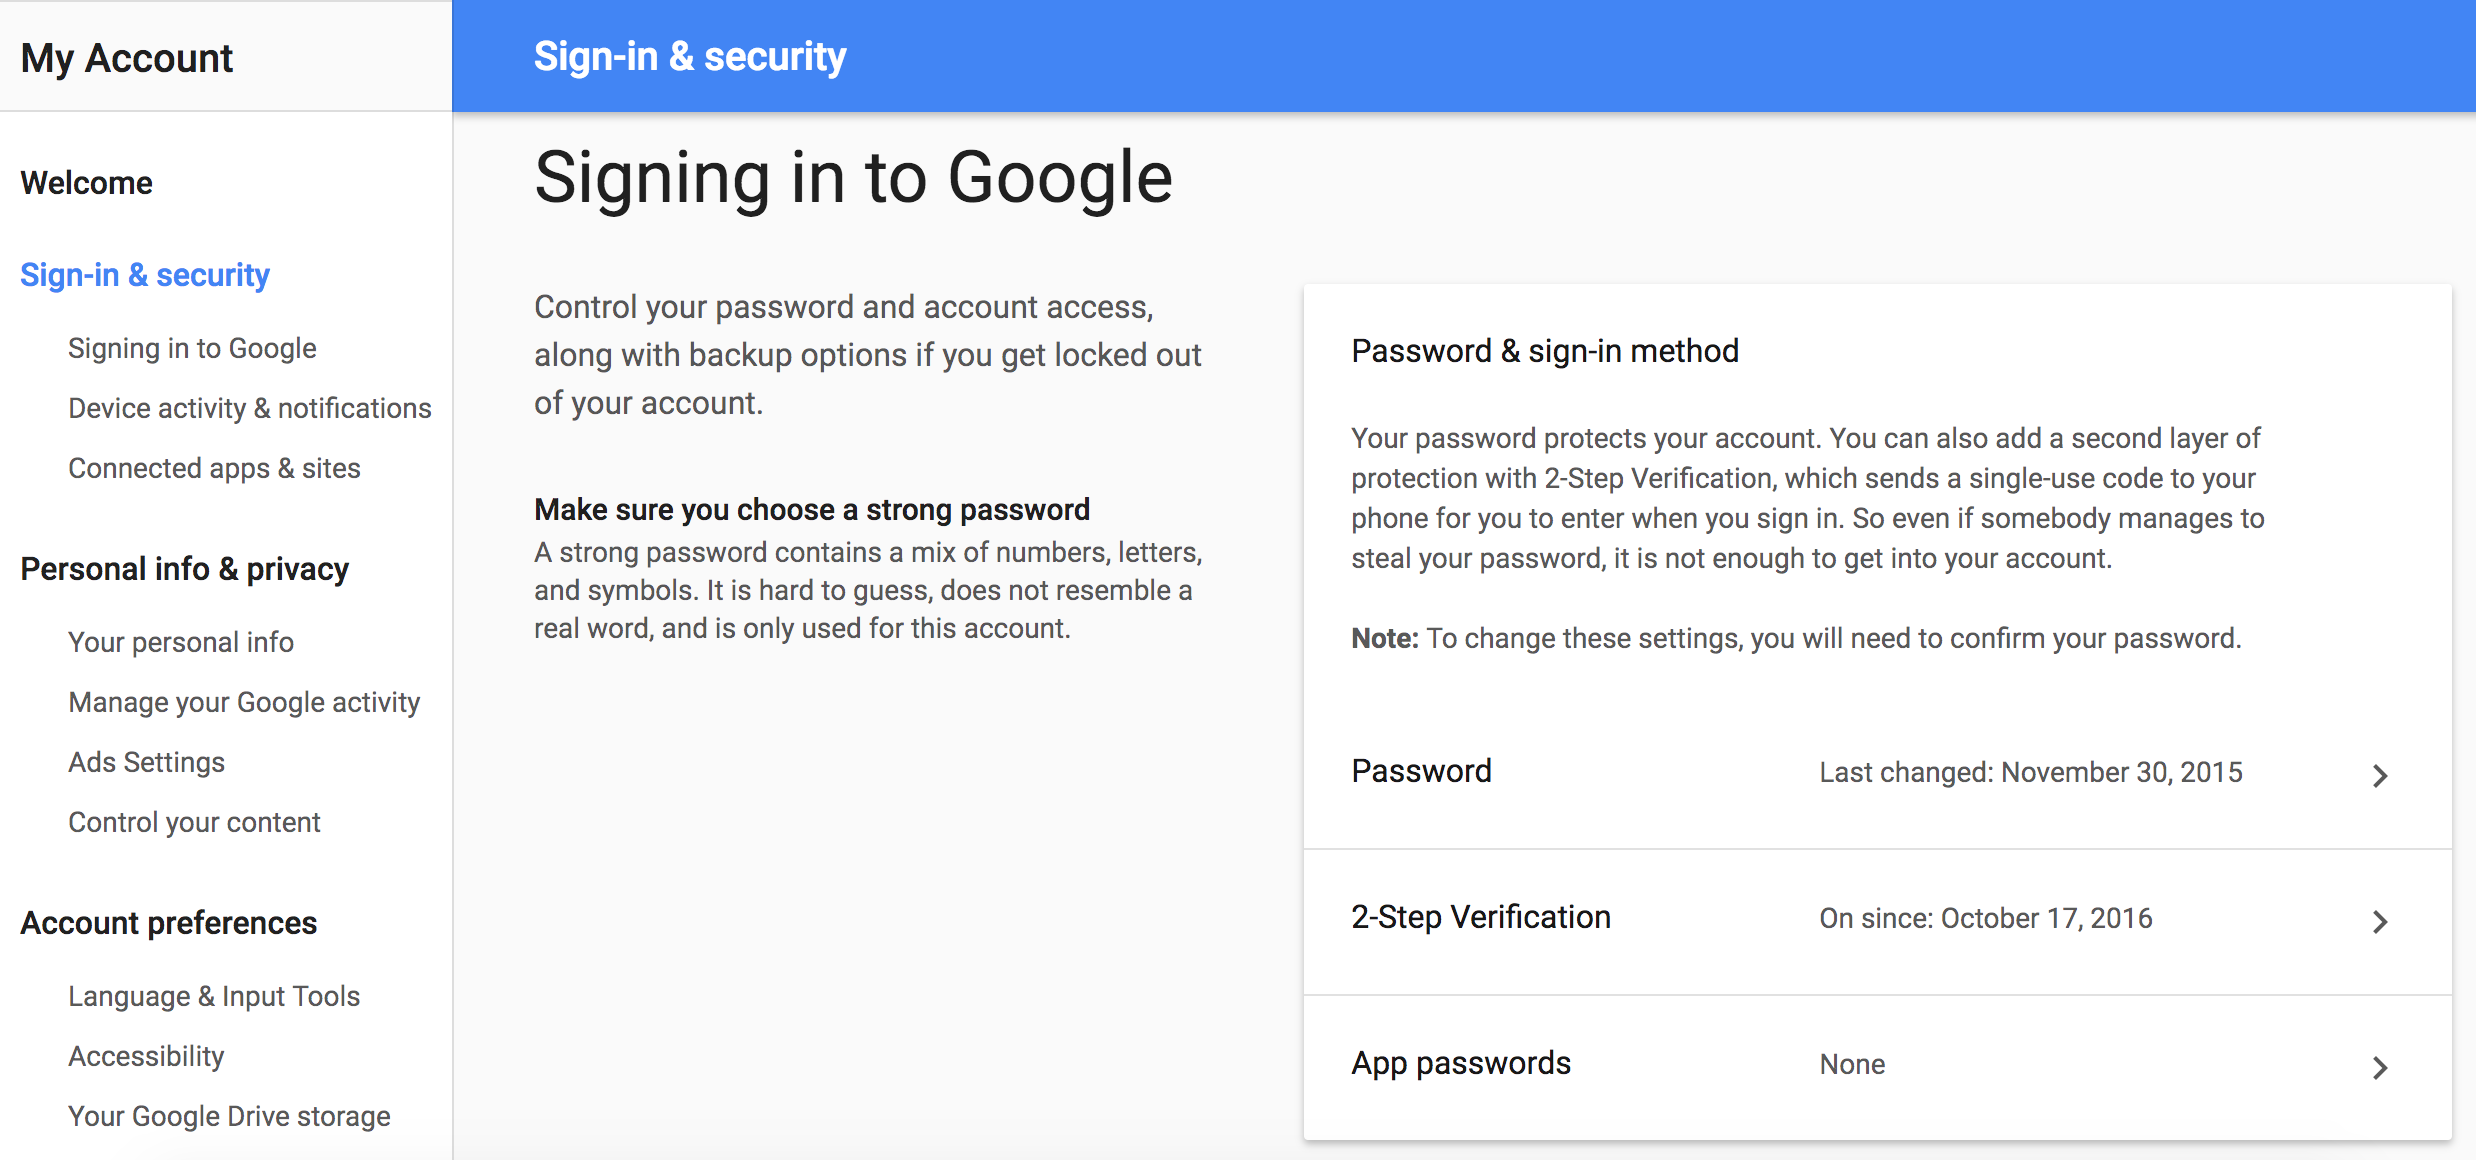 My Account
Sign-in & security
Welcome
Sign-in & security
Signing in to Google
Device activity & notifications
Connected apps & sites
Personal info & privacy
Your personal info
Manage your Google activity
Ads Settings
Control your content
Account preferences
Language & Input Tools
Accessibility
Your Google Drive storage
Signing in to Google
Control your password and account access,
along with backup options if you get locked out
of your account.
Make sure you choose a strong password
A strong password contains a mix of numbers, letters,
and symbols. It is hard to guess, does not resemble a
real word, and is only used for this account.
Password & sign-in method
Your password protects your account. You can also add a second layer of
protection with 2-Step Verification, which sends a single-use code to your
phone for you to enter when you sign in. So even if somebody manages to
steal your password, it is not enough to get into your account.
Note: To change these settings, you will need to confirm your password.
Password Last changed: November 30, 2015
2-Step Verification On since: October 17, 2016
App passwords None